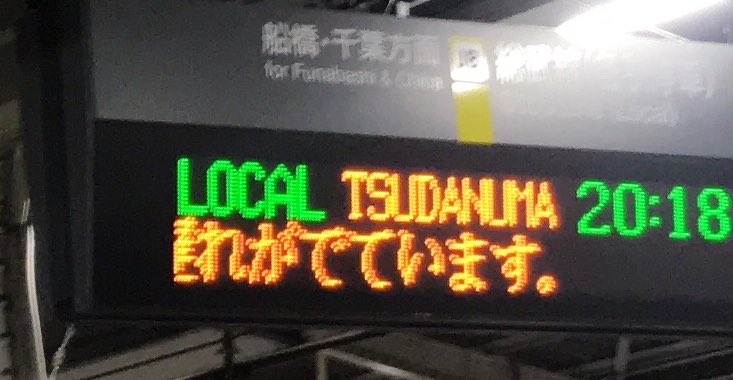 船橋・千葉方面
for Funabashi & Chiba
LOCAL TSUDANUMA 20:18
れがでています。